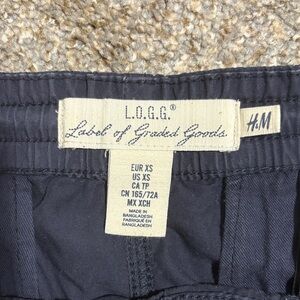 L.O.G.G.®
Label of Graded Goods
H&M
EUR XS
US XS
CA TP
CN 165/72A
MX XCH
MADE IN
BANGLADESH
FABRIQUÉ EN
BANGLADESH